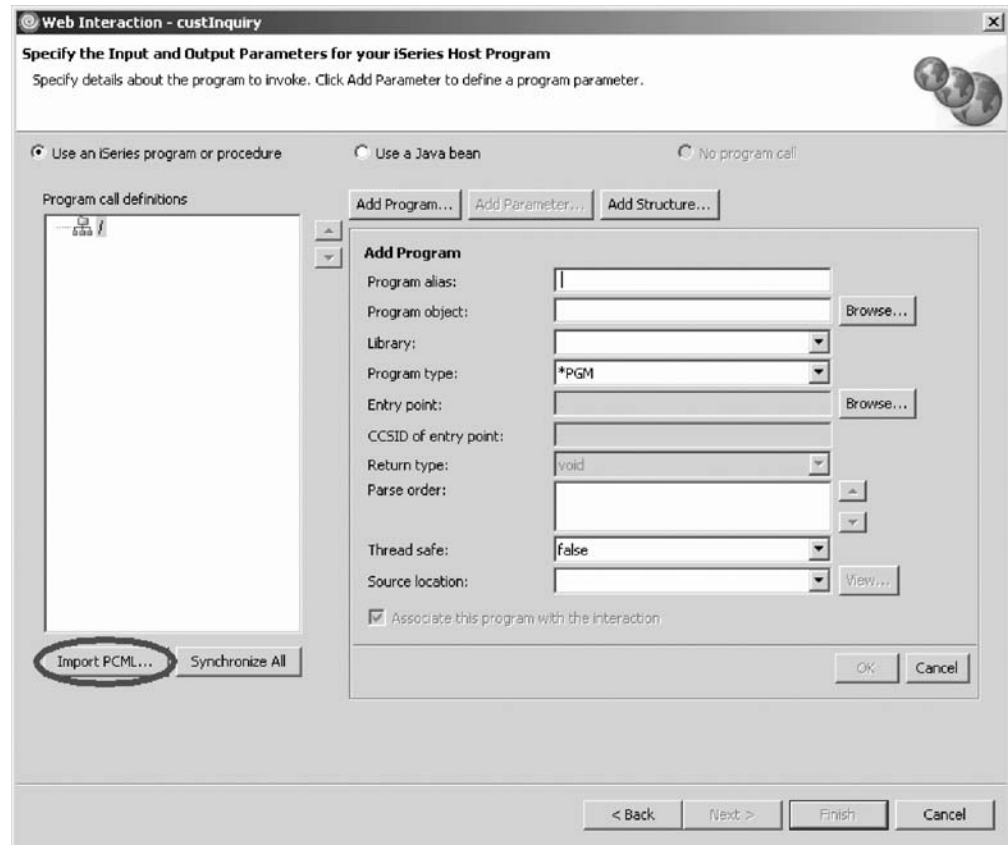 Web Interaction - custInquiry
Specify the Input and Output Parameters for your iSeries Host Program
Specify details about the program to invoke. Click Add Parameter to define a program parameter.
Use an iSeries program or procedure
Use a Java bean
No program call
Program call definitions
/
Add Program...
Add Parameter...
Add Structure...
Add Program
Program alias:
Program object:
Browse...
Library:
Program type:
*PGM
Entry point:
Browse...
CCSID of entry point:
Return type:
void
Parse order:
Thread safe:
false
Source location:
View...
Associate this program with the interaction
Import PCML...
Synchronize All
OK
Cancel
< Back
Next >
Finish
Cancel